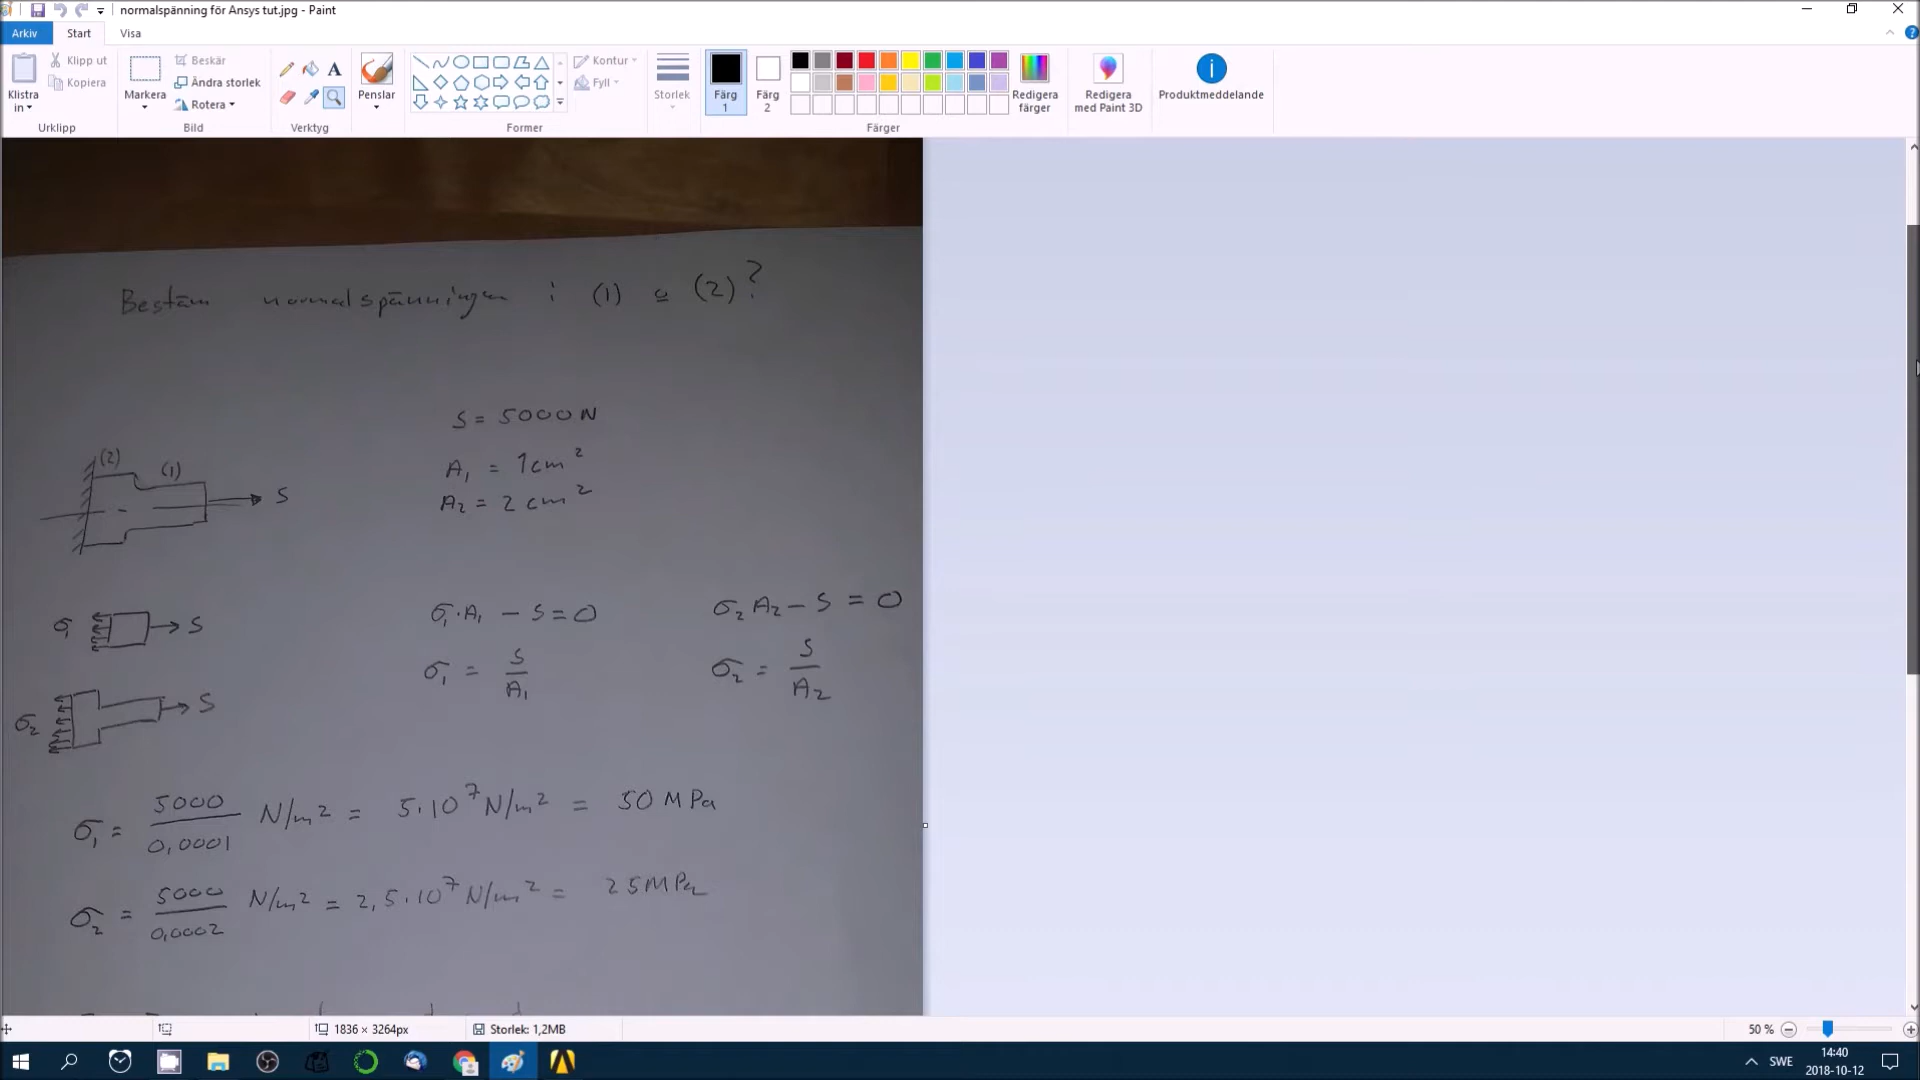 normalspänning för Ansys tut.jpg - Paint
Arkiv Start Visa
Klistra in
Klipp ut
Kopiera
Urklipp
Markera
Beskär
Ändra storlek
Rotera
Bild
A
Verktyg
Penslar
Former
Kontur
Fyll
Storlek
Färg 1
Färg 2
Färger
Redigera färger
Redigera med Paint 3D
Produktmeddelande
Bestäm normalspänningen i (1) o (2)?
S = 5000 N
A₁ = 1 cm²
A₂ = 2 cm²
(2) (1) S
σ₁ S
σ₁·A₁ − S = 0
σ₂ A₂ − S = 0
σ₁ = S/A₁
σ₂ = S/A₂
σ₂ S
σ₁ = 5000/0,0001 N/m² = 5·10⁷ N/m² = 50 MPa
σ₂ = 5000/0,0002 N/m² = 2,5·10⁷ N/m² = 25 MPa
1836 × 3264px
Storlek: 1,2MB
50 %
SWE
14:40
2018-10-12